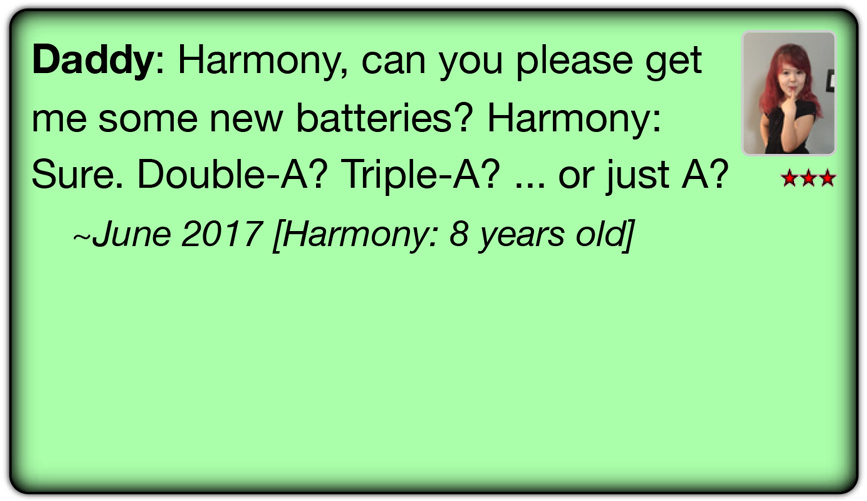 Daddy: Harmony, can you please get
me some new batteries? Harmony:
Sure. Double-A? Triple-A? ... or just A?
~June 2017 [Harmony: 8 years old]